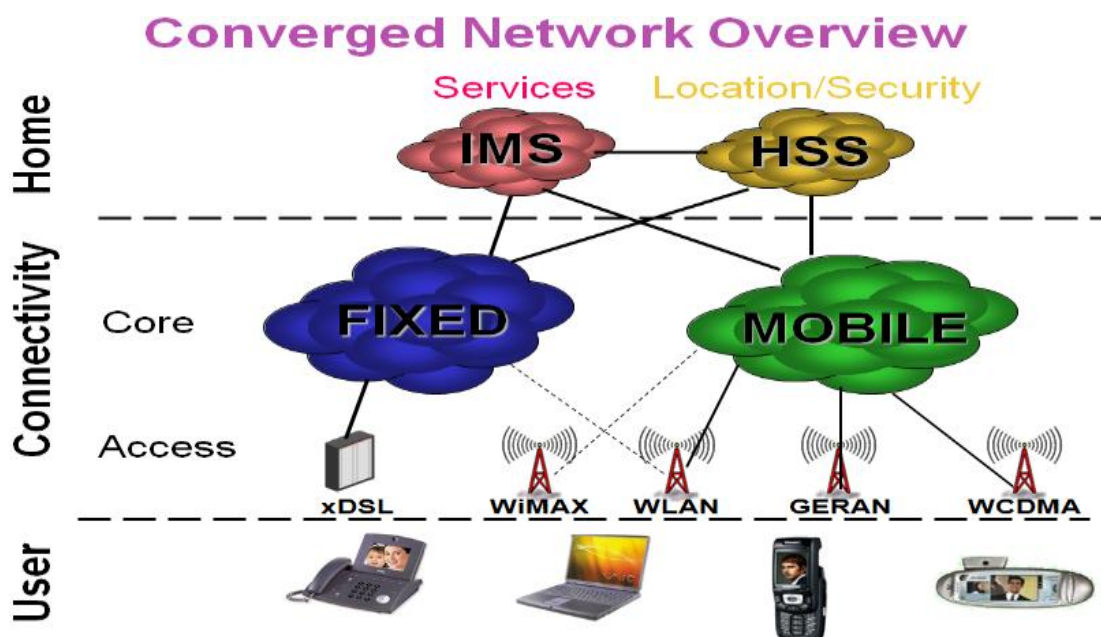 Converged Network Overview
Services
Location/Security
Home
IMS
HSS
Connectivity
Core
FIXED
MOBILE
Access
xDSL
WiMAX
WLAN
GERAN
WCDMA
User